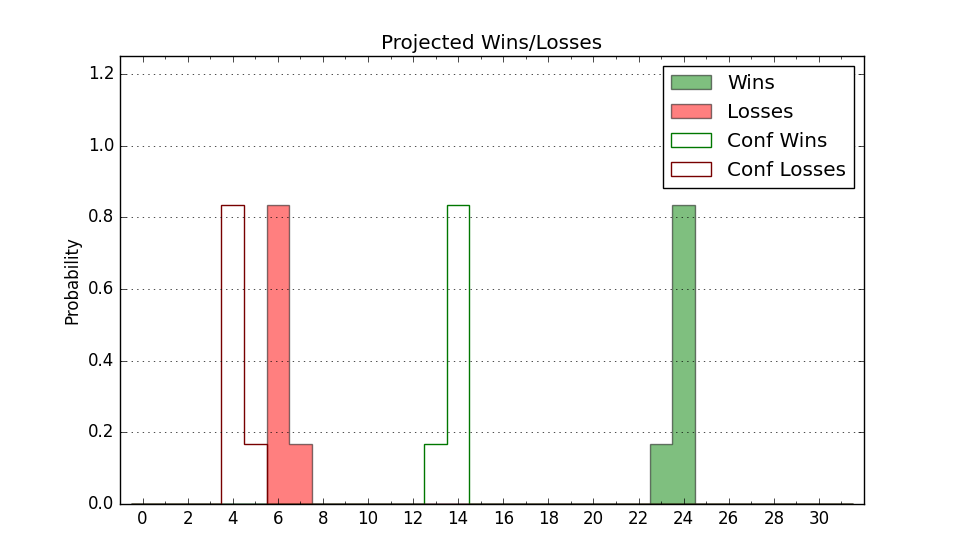 Projected Wins/Losses
Wins
Losses
Conf Wins
Conf Losses
Probability
1.2
1.0
0.8
0.6
0.4
0.2
0.0
0 2 4 6 8 10 12 14 16 18 20 22 24 26 28 30